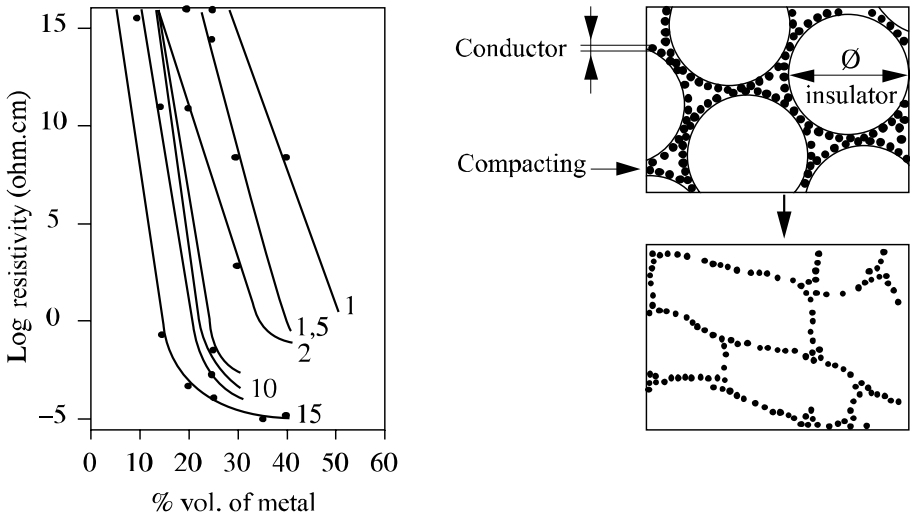 15
10
5
0
–5
Log resistivity (ohm.cm)
0 10 20 30 40 50 60
% vol. of metal
1
1,5
2
10
15
Conductor
Ø
insulator
Compacting